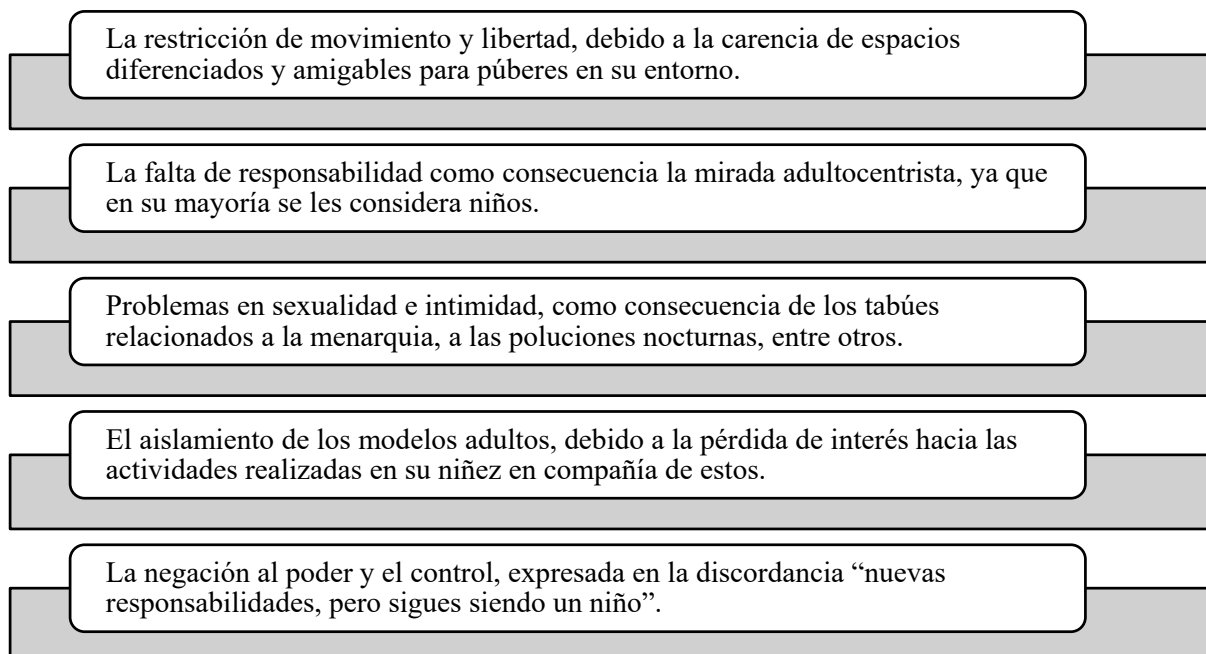 La restricción de movimiento y libertad, debido a la carencia de espacios
diferenciados y amigables para púberes en su entorno.
La falta de responsabilidad como consecuencia la mirada adultocentrista, ya que
en su mayoría se les considera niños.
Problemas en sexualidad e intimidad, como consecuencia de los tabúes
relacionados a la menarquia, a las poluciones nocturnas, entre otros.
El aislamiento de los modelos adultos, debido a la pérdida de interés hacia las
actividades realizadas en su niñez en compañía de estos.
La negación al poder y el control, expresada en la discordancia “nuevas
responsabilidades, pero sigues siendo un niño”.